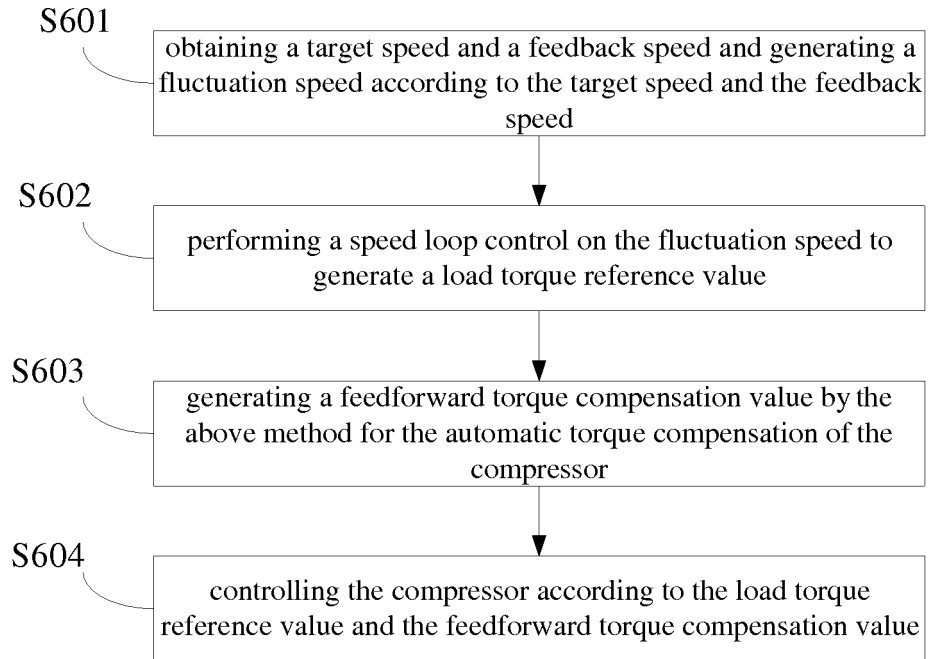 S601
obtaining a target speed and a feedback speed and generating a
fluctuation speed according to the target speed and the feedback
speed
S602
performing a speed loop control on the fluctuation speed to
generate a load torque reference value
S603
generating a feedforward torque compensation value by the
above method for the automatic torque compensation of the
compressor
S604
controlling the compressor according to the load torque
reference value and the feedforward torque compensation value